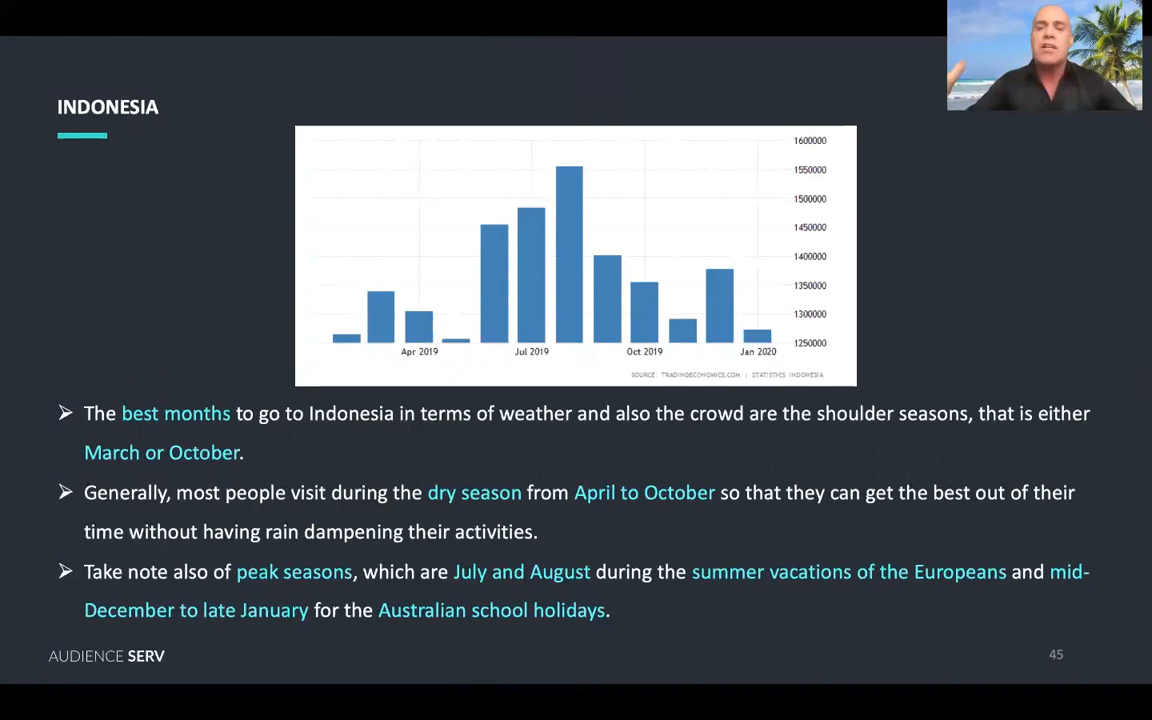 INDONESIA
1600000
1550000
1500000
1450000
1400000
1350000
1300000
1250000
Apr 2019
Jul 2019
Oct 2019
Jan 2020
SOURCE: TRADINGECONOMICS.COM | STATISTICS INDONESIA
➢ The best months to go to Indonesia in terms of weather and also the crowd are the shoulder seasons, that is either
March or October.
➢ Generally, most people visit during the dry season from April to October so that they can get the best out of their
time without having rain dampening their activities.
➢ Take note also of peak seasons, which are July and August during the summer vacations of the Europeans and mid-
December to late January for the Australian school holidays.
AUDIENCE SERV
45